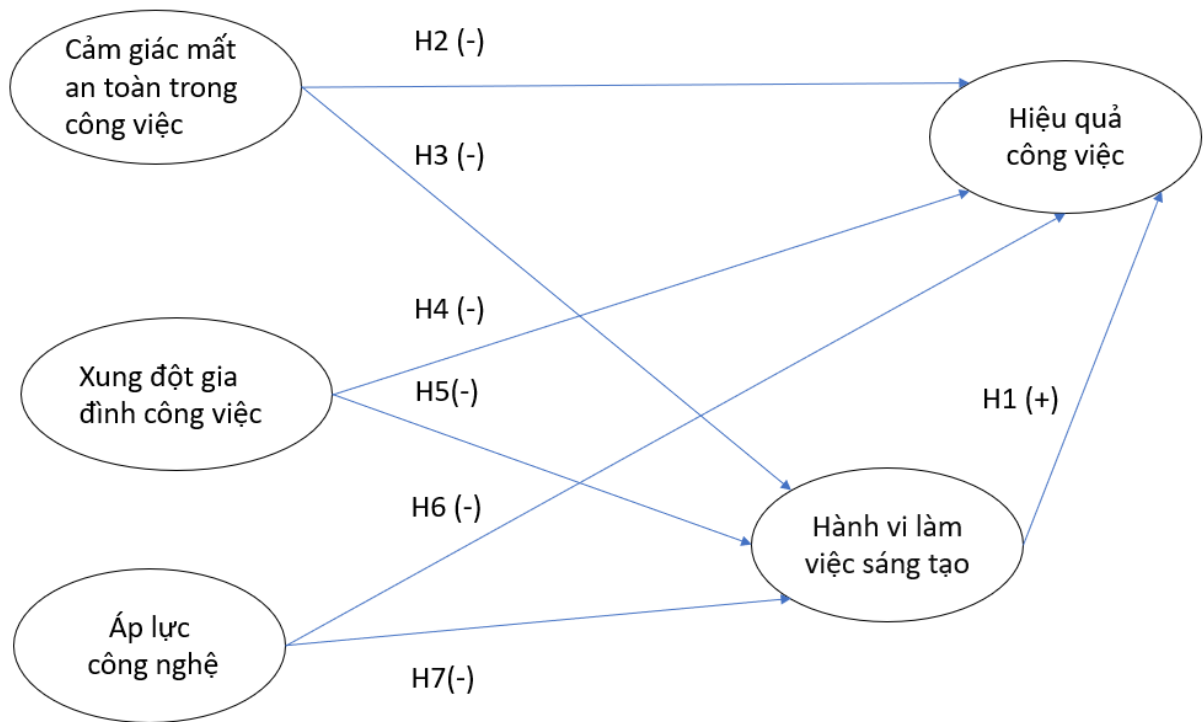 Cảm giác mất
an toàn trong
công việc
H2 (-)
Hiệu quả
công việc
H3 (-)
H4 (-)
Xung đột gia
đình công việc
H5(-)
H1 (+)
H6 (-)
Hành vi làm
việc sáng tạo
Áp lực
công nghệ
H7(-)